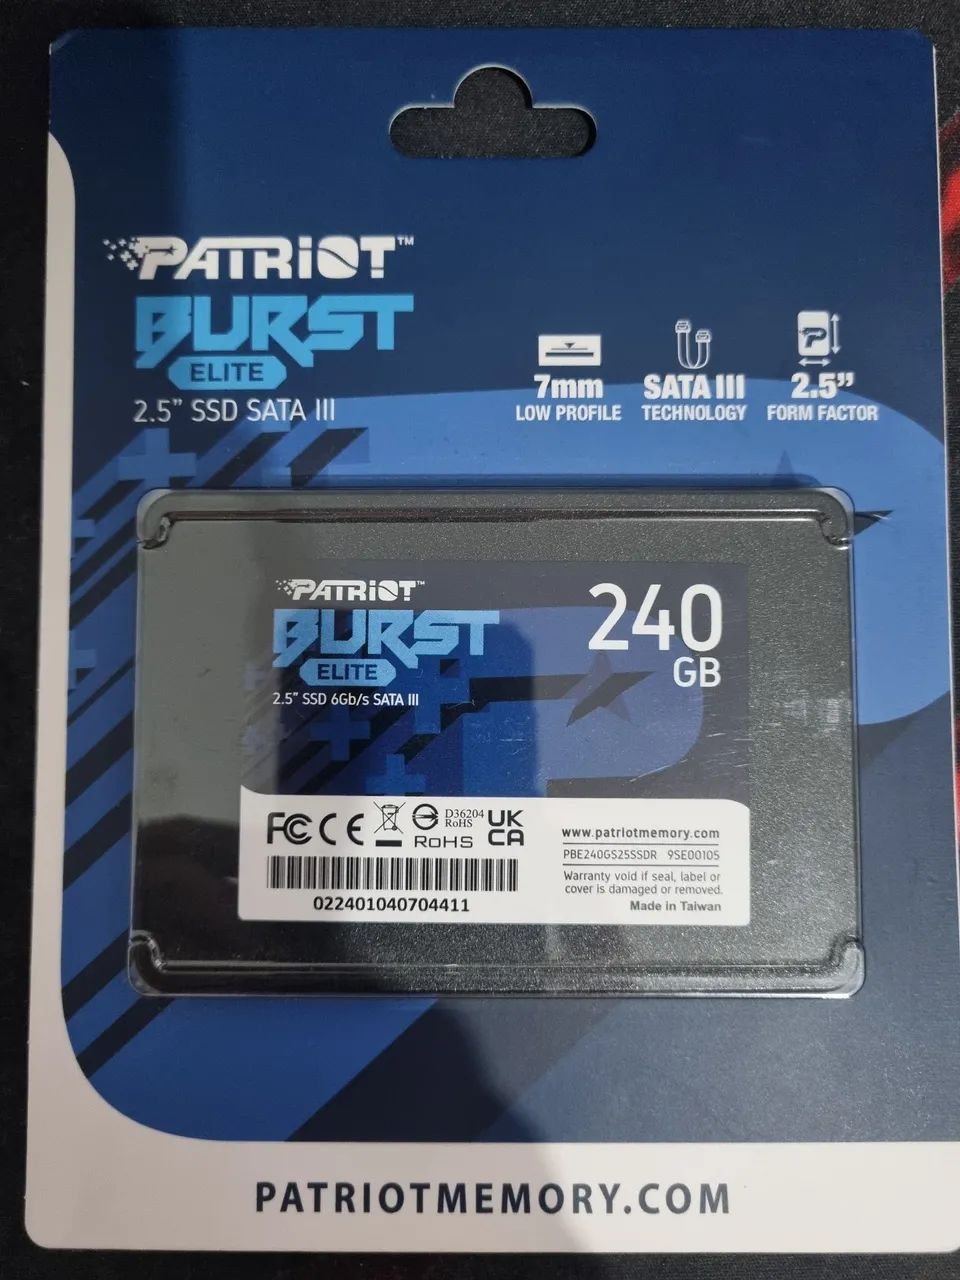 PATRiOT™
BURST
ELITE
2.5” SSD SATA III
7mm
LOW PROFILE
SATA III
TECHNOLOGY
2.5”
FORM FACTOR
PATRiOT™
BURST
ELITE
2.5” SSD 6Gb/s SATA III
240
GB
FC CE D36204 RoHS RoHS UK CA
022401040704411
www.patriotmemory.com
PBE240GS25SSDR 9SE00105
Warranty void if seal, label or
cover is damaged or removed.
Made in Taiwan
PATRIOTMEMORY.COM